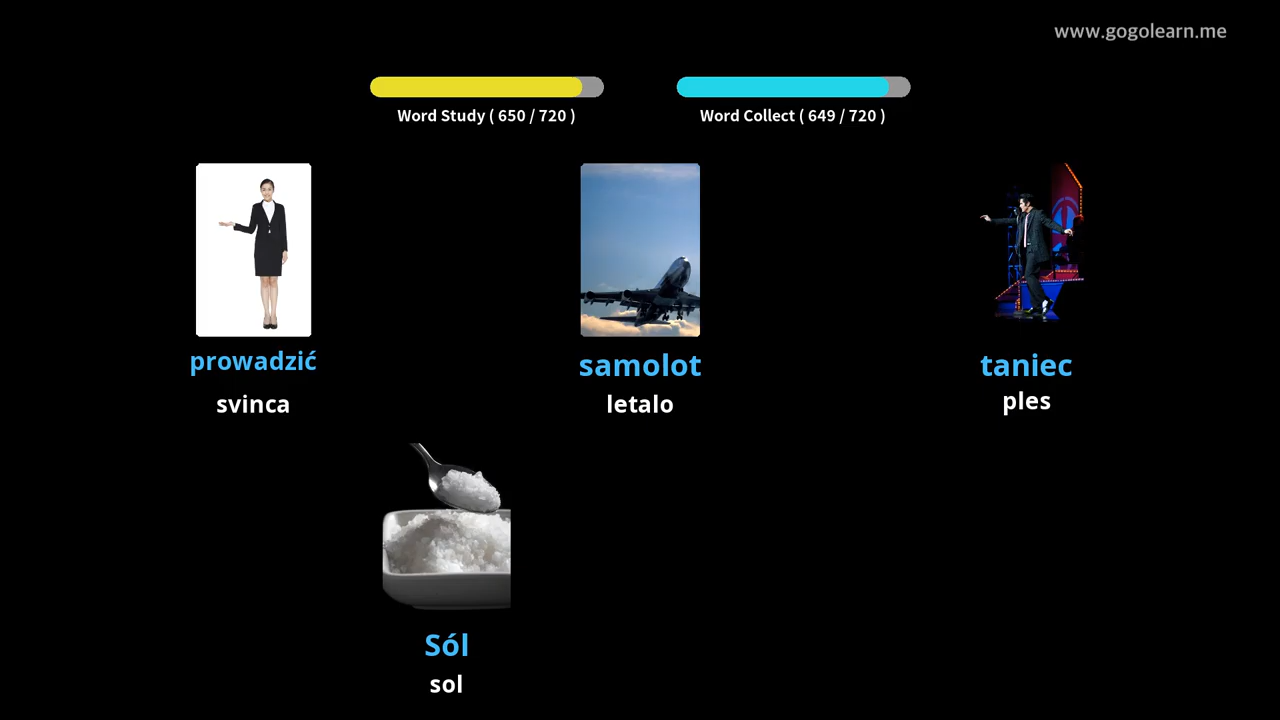 www.gogolearn.me
Word Study ( 650 / 720 )
Word Collect ( 649 / 720 )
prowadzić
svinca
samolot
letalo
taniec
ples
Sól
sol